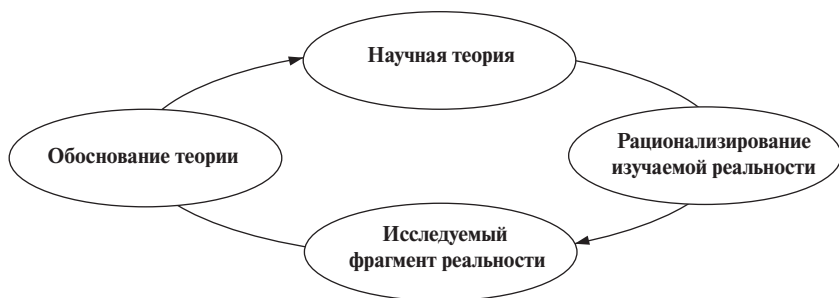 Научная теория
Обоснование теории
Рационализирование
изучаемой реальности
Исследуемый
фрагмент реальности